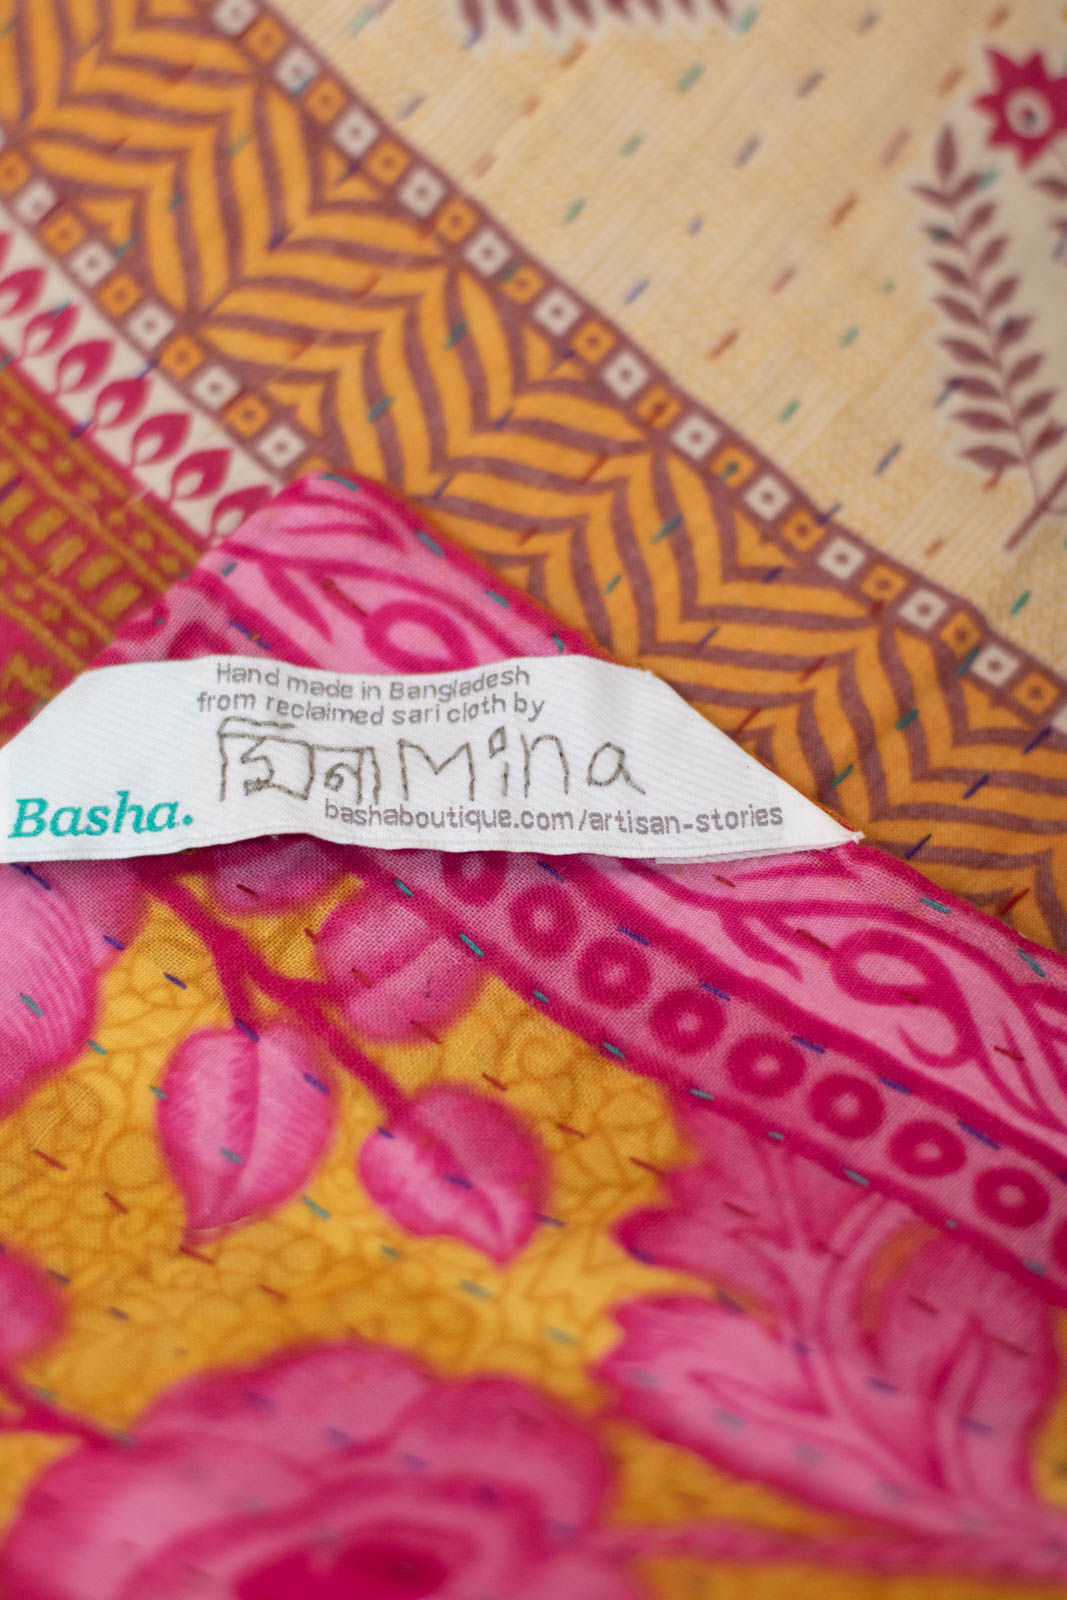 Hand made in Bangladesh
from reclaimed sari cloth by
মিনা Mina
Basha.
bashaboutique.com/artisan-stories